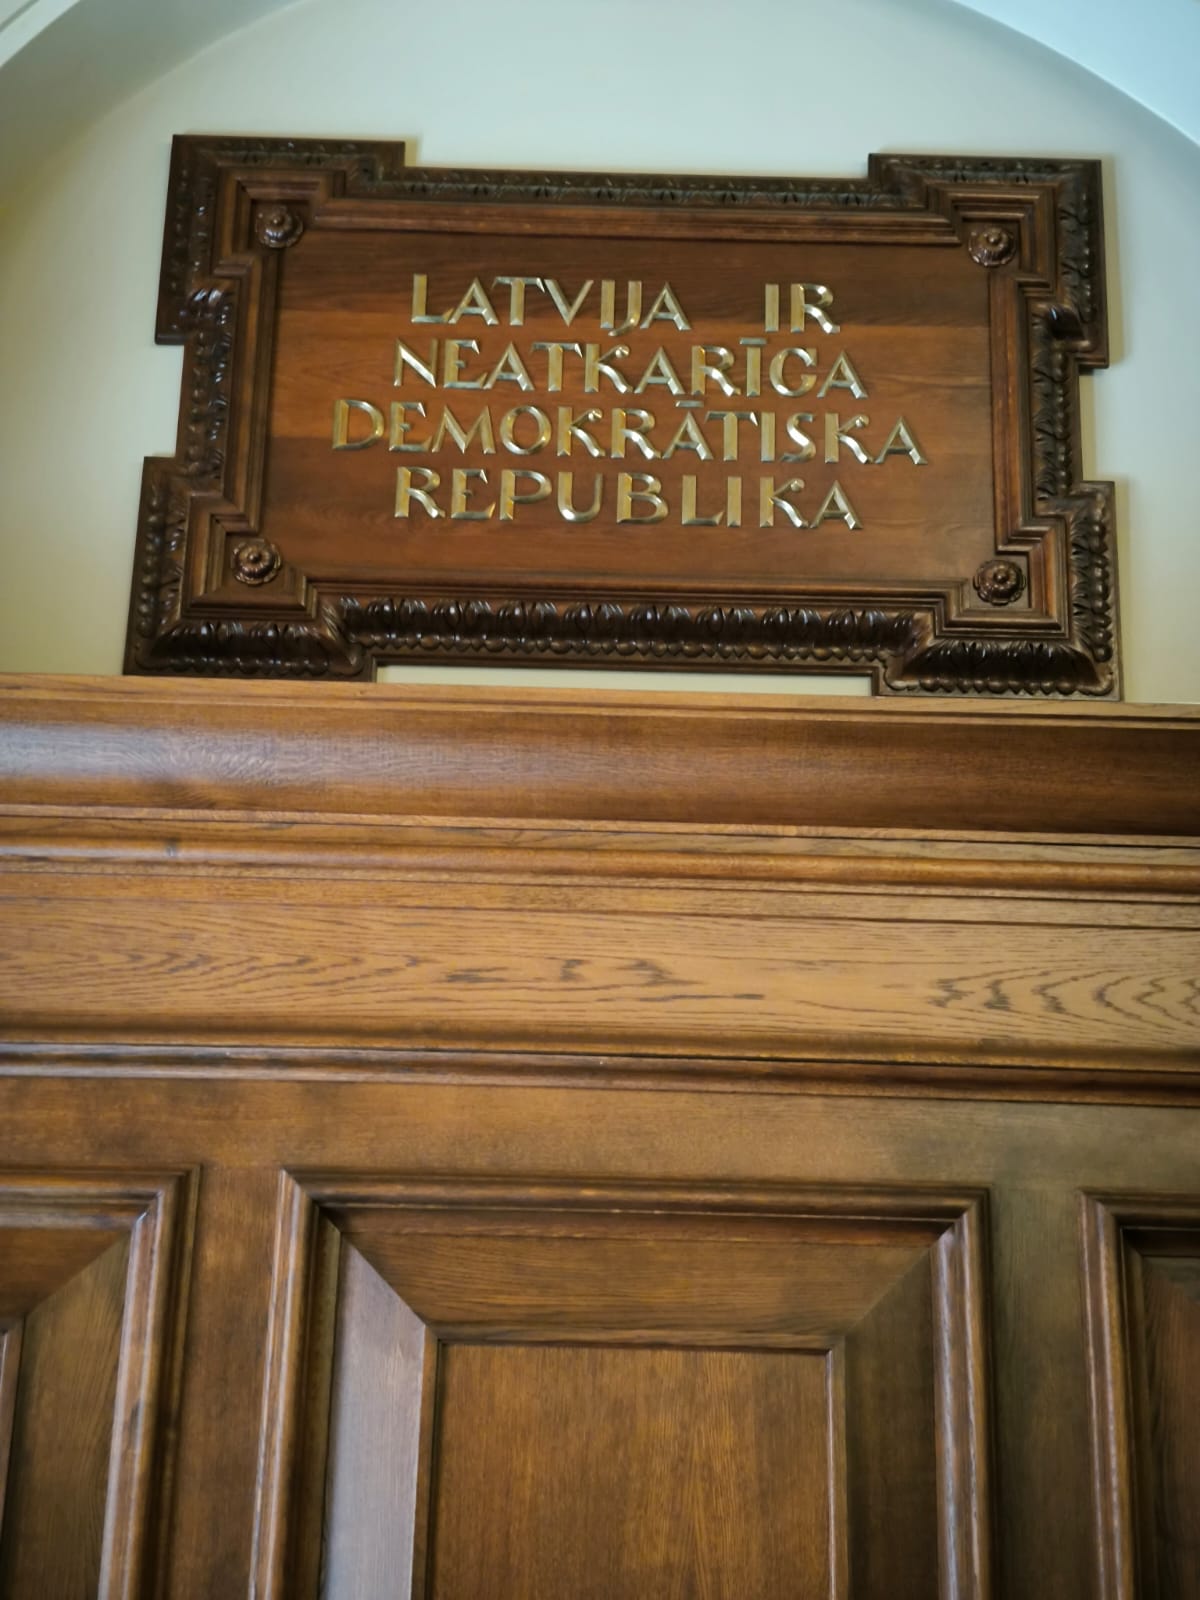 LATVIJA IR
NEATKARĪGA
DEMOKRĀTISKA
REPUBLIKA